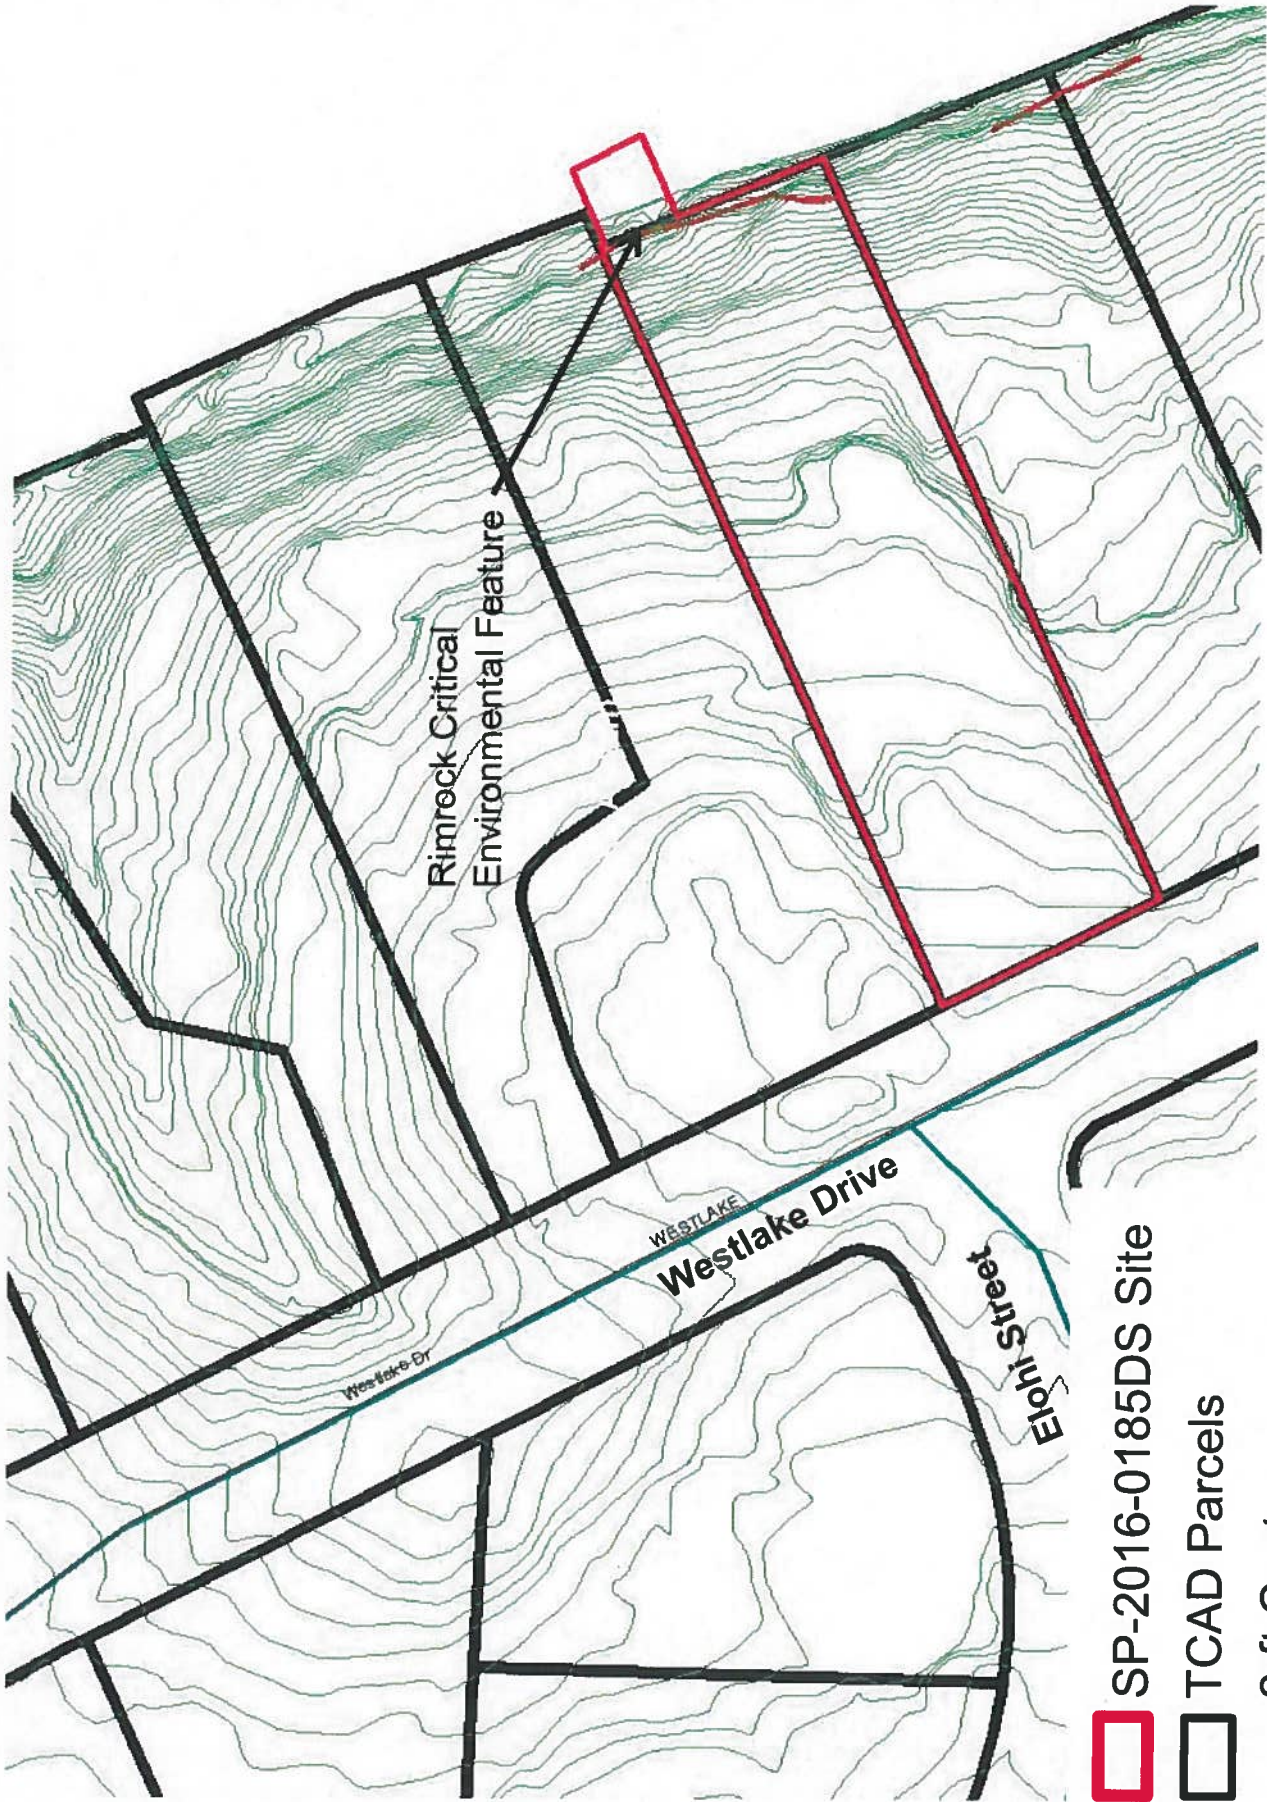 Rimrock Critical
Environmental Feature
WESTLAKE
Westlake Drive
Westlake Dr
Elohi Street
SP-2016-0185DS Site
TCAD Parcels